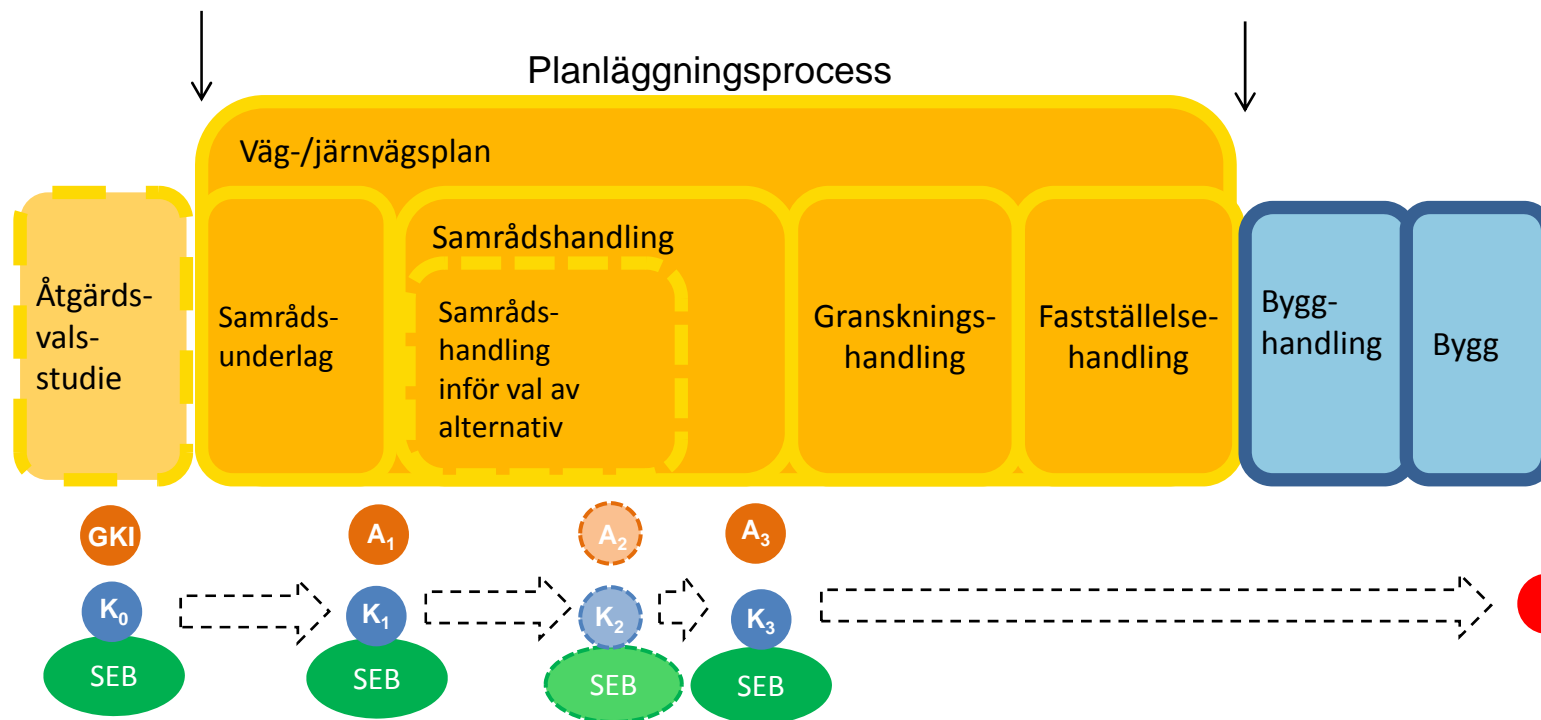 Planläggningsprocess
Väg-/järnvägsplan
Åtgärds-
vals-
studie
Samråds-
underlag
Samrådshandling
Samråds-
handling
inför val av
alternativ
Gransknings-
handling
Fastställelse-
handling
Bygg-
handling
Bygg
GKI
A₁
A₂
A₃
K₀
K₁
K₂
K₃
SEB
SEB
SEB
SEB